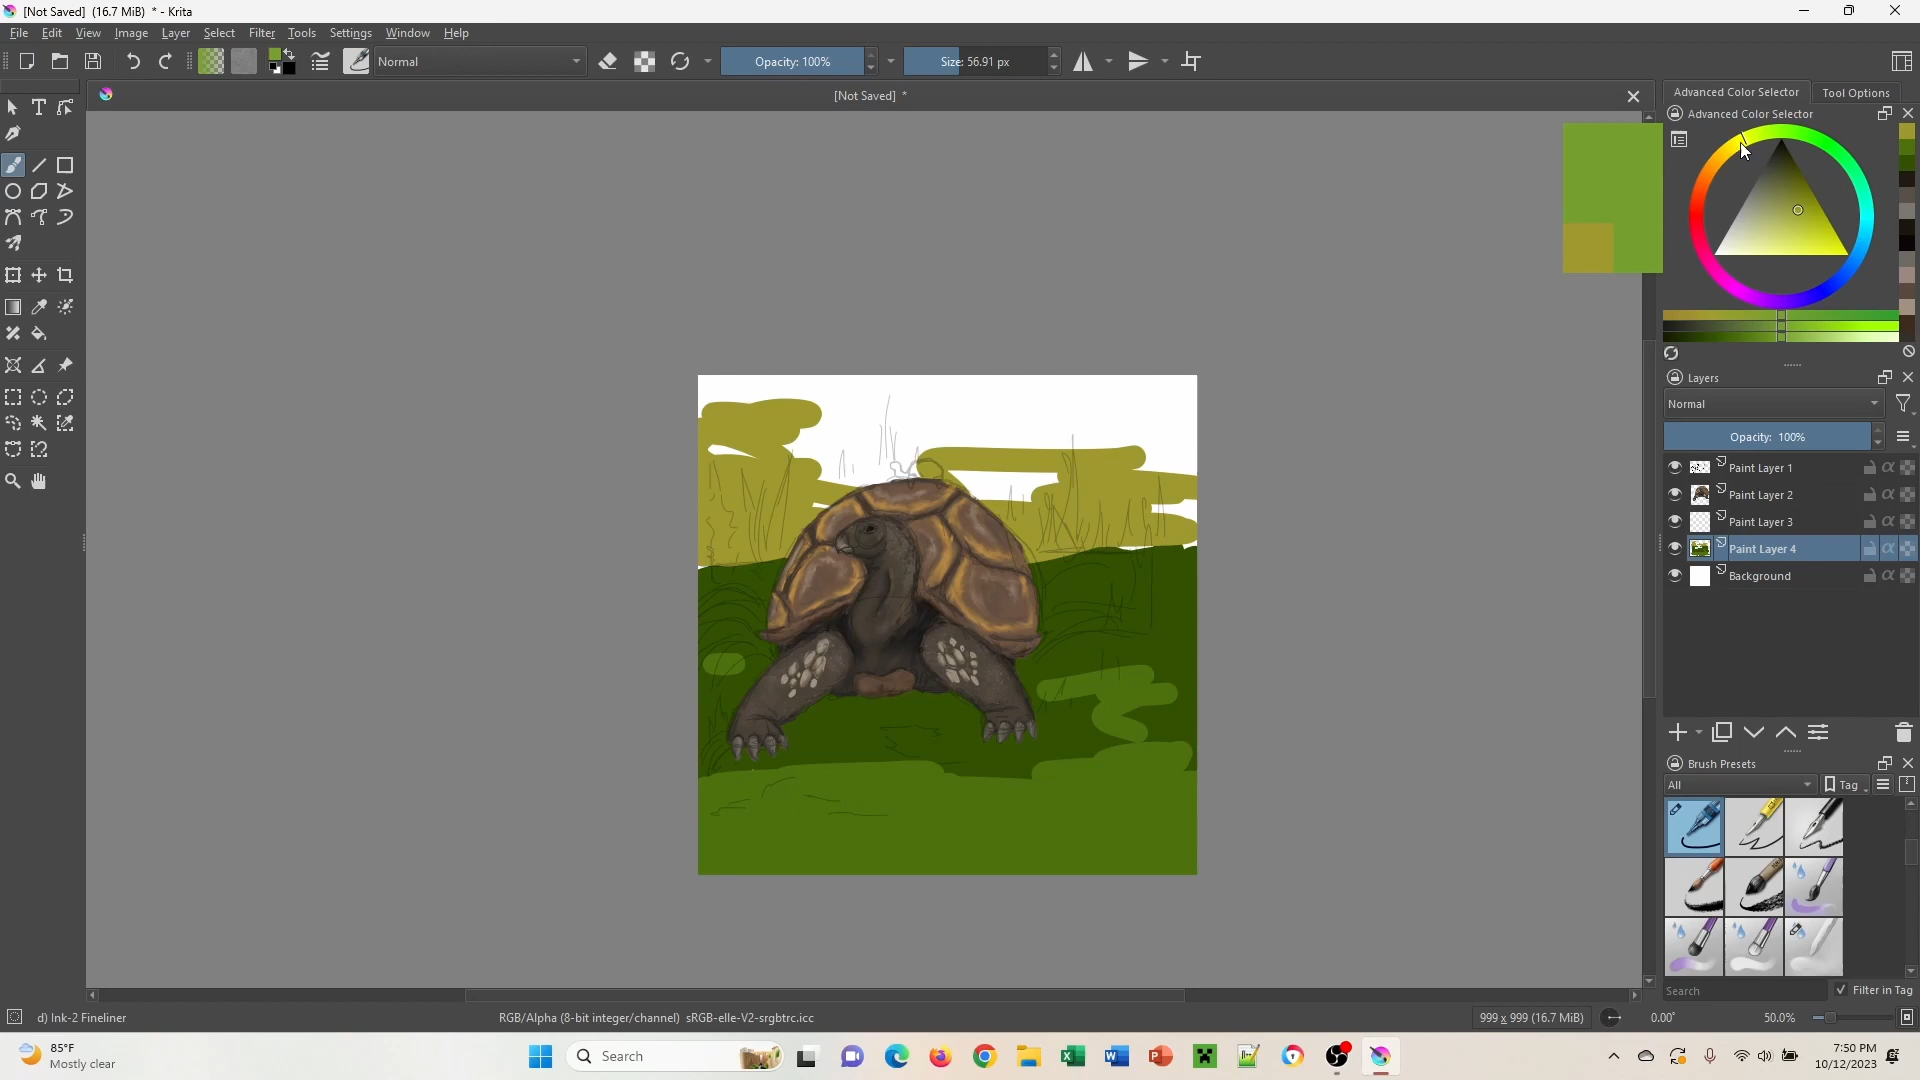 [Not Saved] (16.7 MiB) * - Krita
File Edit View Image Layer Select Filter Tools Settings Window Help
Normal Opacity: 100% Size: 56.91 px
[Not Saved] *
Advanced Color Selector Tool Options
Advanced Color Selector
Layers
Normal
Opacity: 100%
Paint Layer 1
Paint Layer 2
Paint Layer 3
Paint Layer 4
Background
Brush Presets
All Tag
Search Filter in Tag
d) Ink-2 Fineliner RGB/Alpha (8-bit integer/channel) sRGB-elle-V2-srgbtrc.icc 999 x 999 (16.7 MiB) 0.00° 50.0%
85°F
Mostly clear
Search
7:50 PM
10/12/2023